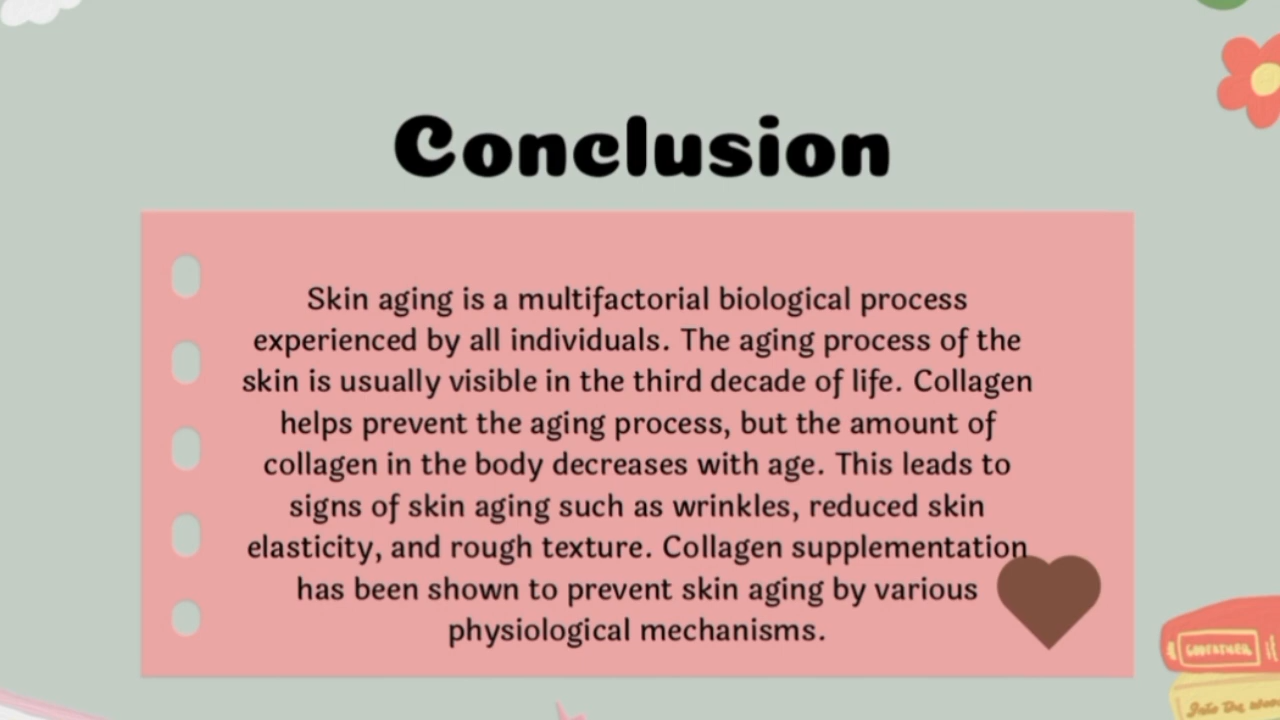 Conclusion
Skin aging is a multifactorial biological process
experienced by all individuals. The aging process of the
skin is usually visible in the third decade of life. Collagen
helps prevent the aging process, but the amount of
collagen in the body decreases with age. This leads to
signs of skin aging such as wrinkles, reduced skin
elasticity, and rough texture. Collagen supplementation
has been shown to prevent skin aging by various
physiological mechanisms.
GODFATHER
Into the